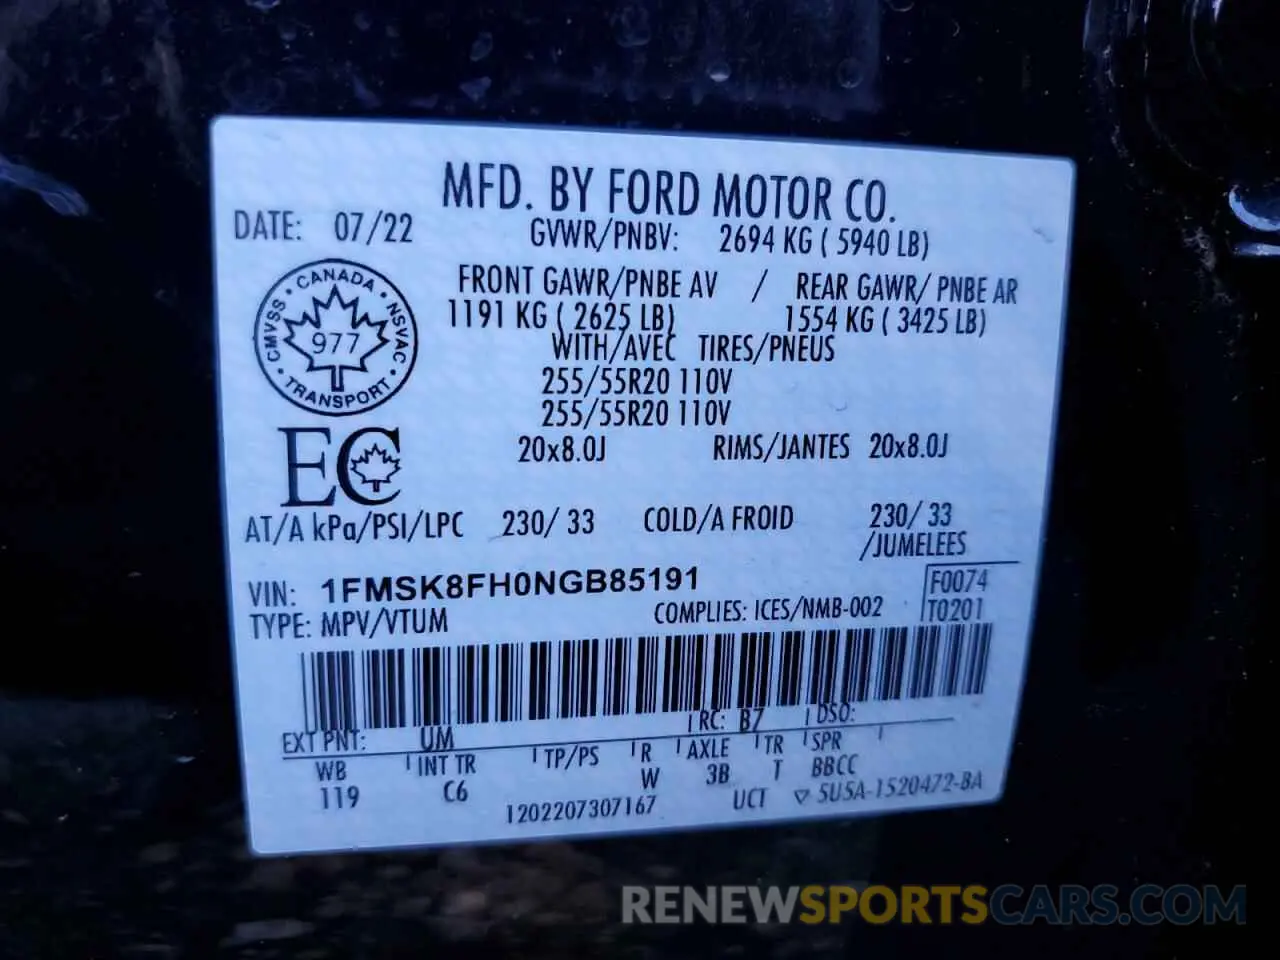 MFD. BY FORD MOTOR CO.
DATE: 07/22 GVWR/PNBV: 2694 KG ( 5940 LB)
FRONT GAWR/PNBE AV / REAR GAWR/ PNBE AR
1191 KG ( 2625 LB) 1554 KG ( 3425 LB)
WITH/AVEC TIRES/PNEUS
255/55R20 110V
255/55R20 110V
20x8.0J RIMS/JANTES 20x8.0J
CANADA • NSVAC • TRANSPORT • CMVSS •
977
EC
AT/A kPa/PSI/LPC 230/ 33 COLD/A FROID 230/ 33
/JUMELEES
VIN: 1FMSK8FH0NGB85191 F0074
TYPE: MPV/VTUM COMPLIES: ICES/NMB-002 T0201
EXT PNT: UM RC: B7 DSO:
WB INT TR TP/PS R AXLE TR SPR
119 C6 W 3B T BBCC
1202207307167 UCT 5U5A-1520472-BA
RENEWSPORTSCARS.COM